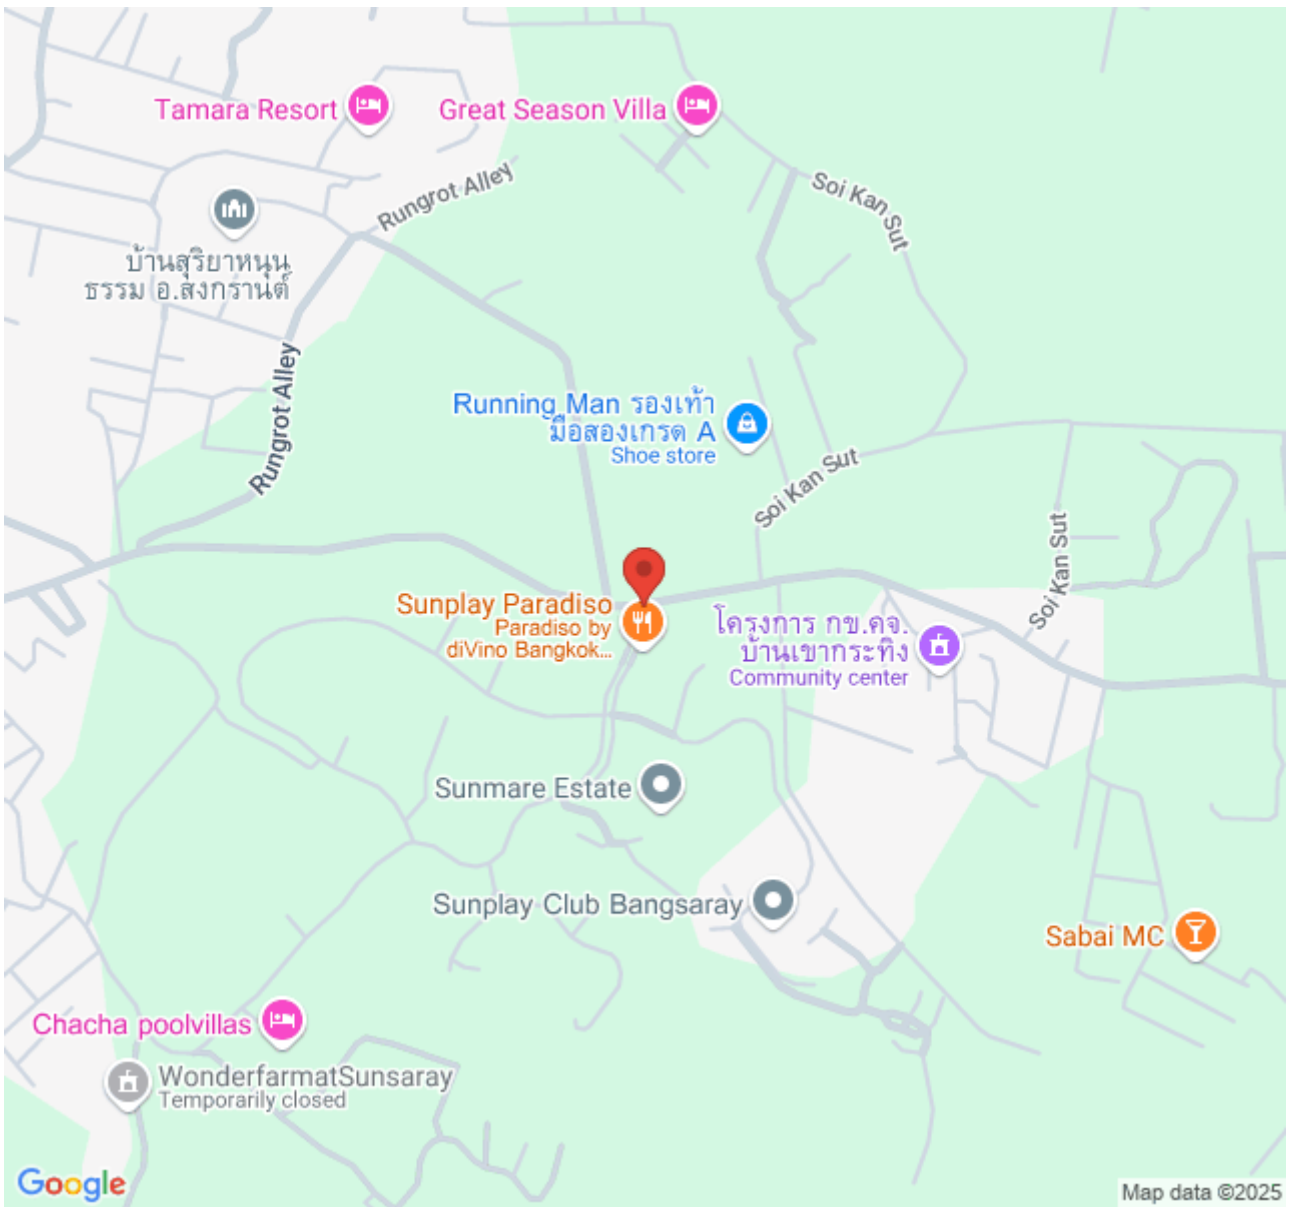 Tamara Resort
Great Season Villa
Rungrot Alley
Soi Kan Sut
บ้านสุริยาหนุน
ธรรม อ.สงกรานต์
Rungrot Alley
Running Man รองเท้า
มือสองเกรด A
Shoe store
Soi Kan Sut
Soi Kan Sut
Sunplay Paradiso
Paradiso by
diVino Bangkok...
โครงการ กข.คจ.
บ้านเขากระทิง
Community center
Sunmare Estate
Sunplay Club Bangsaray
Sabai MC
Chacha poolvillas
WonderfarmatSunsaray
Temporarily closed
Google
Map data ©2025